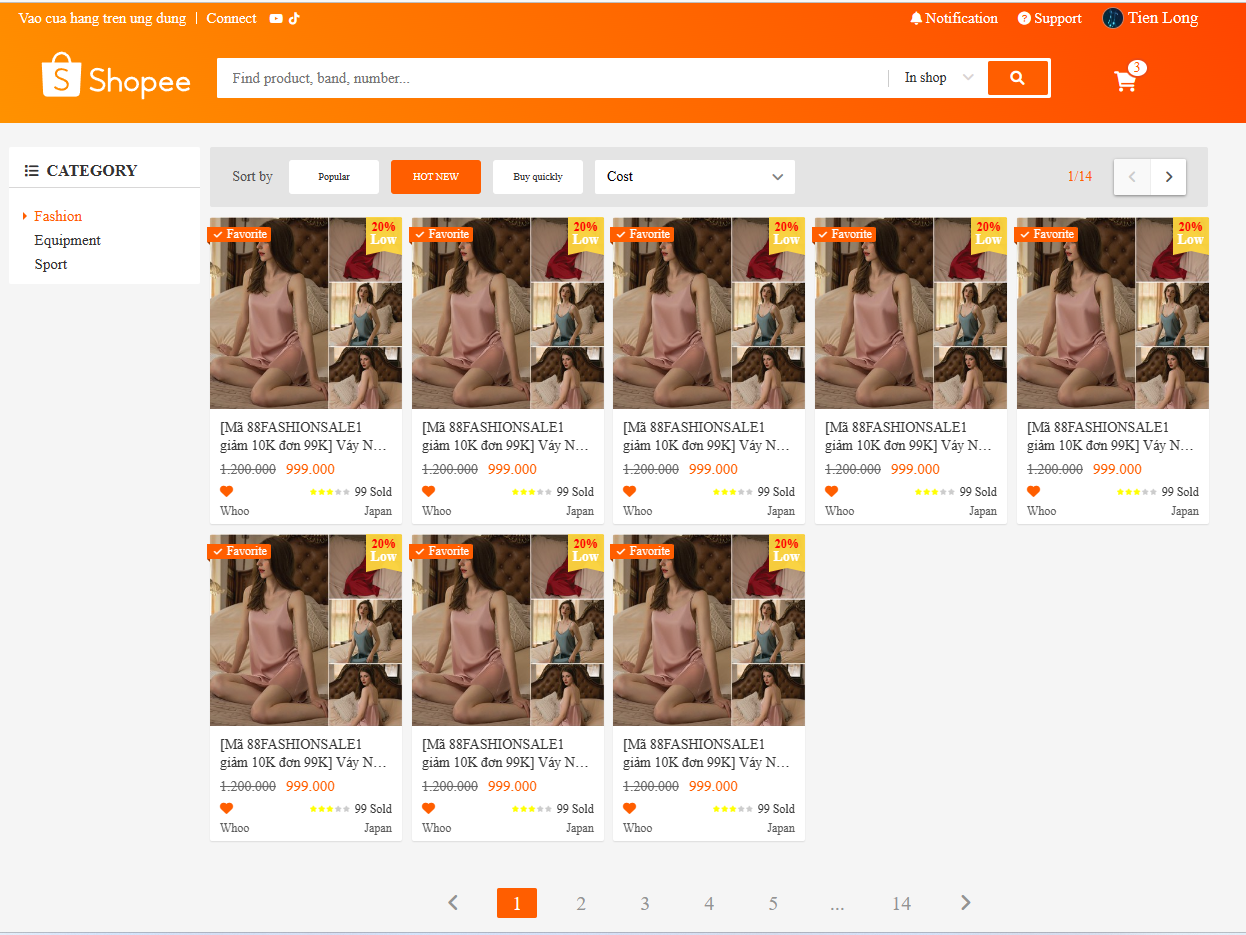 Vao cua hang tren ung dung | Connect
Notification Support Tien Long
Shopee
Find product, band, number... In shop
3
CATEGORY
Fashion
Equipment
Sport
Sort by Popular HOT NEW Buy quickly Cost 1/14
Favorite 20% Low
[Mã 88FASHIONSALE1
giảm 10K đơn 99K] Váy N...
1.200.000 999.000
99 Sold
Whoo Japan
Favorite 20% Low
[Mã 88FASHIONSALE1
giảm 10K đơn 99K] Váy N...
1.200.000 999.000
99 Sold
Whoo Japan
Favorite 20% Low
[Mã 88FASHIONSALE1
giảm 10K đơn 99K] Váy N...
1.200.000 999.000
99 Sold
Whoo Japan
Favorite 20% Low
[Mã 88FASHIONSALE1
giảm 10K đơn 99K] Váy N...
1.200.000 999.000
99 Sold
Whoo Japan
Favorite 20% Low
[Mã 88FASHIONSALE1
giảm 10K đơn 99K] Váy N...
1.200.000 999.000
99 Sold
Whoo Japan
Favorite 20% Low
[Mã 88FASHIONSALE1
giảm 10K đơn 99K] Váy N...
1.200.000 999.000
99 Sold
Whoo Japan
Favorite 20% Low
[Mã 88FASHIONSALE1
giảm 10K đơn 99K] Váy N...
1.200.000 999.000
99 Sold
Whoo Japan
Favorite 20% Low
[Mã 88FASHIONSALE1
giảm 10K đơn 99K] Váy N...
1.200.000 999.000
99 Sold
Whoo Japan
1 2 3 4 5 ... 14